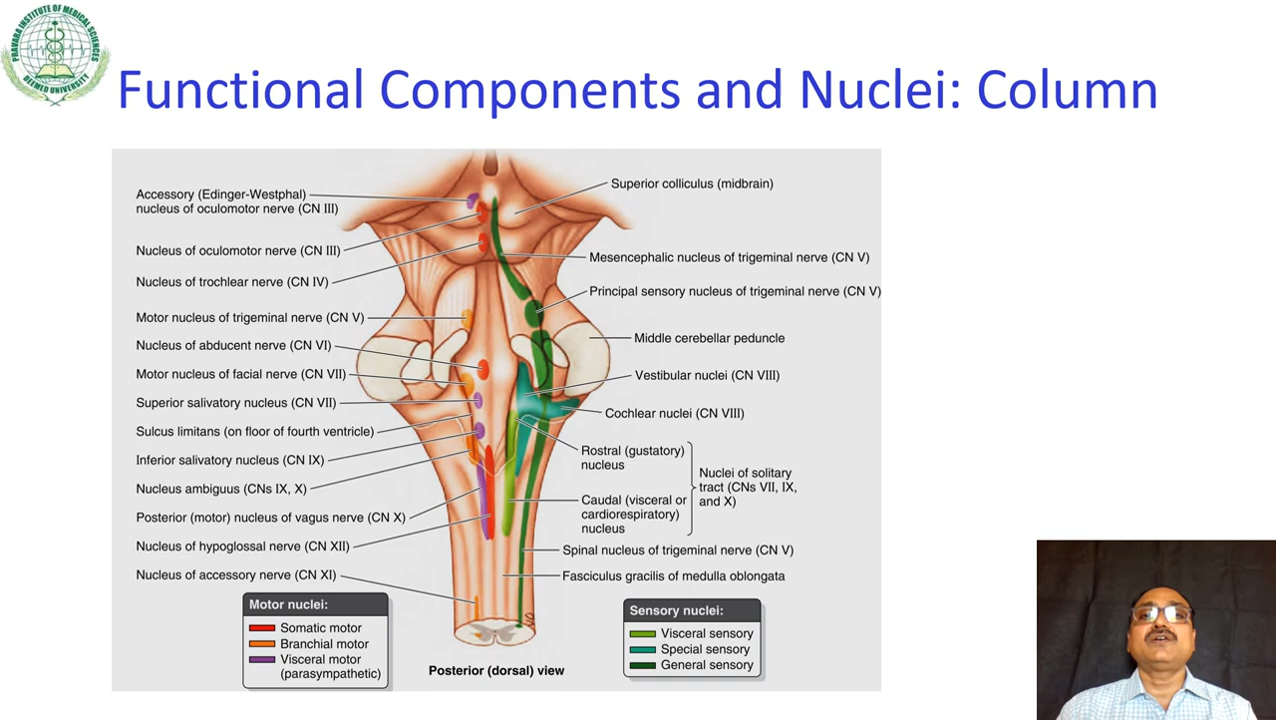 PRAVARA INSTITUTE OF MEDICAL SCIENCES
DEEMED UNIVERSITY
Functional Components and Nuclei: Column
Accessory (Edinger-Westphal)
nucleus of oculomotor nerve (CN III)
Nucleus of oculomotor nerve (CN III)
Nucleus of trochlear nerve (CN IV)
Motor nucleus of trigeminal nerve (CN V)
Nucleus of abducent nerve (CN VI)
Motor nucleus of facial nerve (CN VII)
Superior salivatory nucleus (CN VII)
Sulcus limitans (on floor of fourth ventricle)
Inferior salivatory nucleus (CN IX)
Nucleus ambiguus (CNs IX, X)
Posterior (motor) nucleus of vagus nerve (CN X)
Nucleus of hypoglossal nerve (CN XII)
Nucleus of accessory nerve (CN XI)
Superior colliculus (midbrain)
Mesencephalic nucleus of trigeminal nerve (CN V)
Principal sensory nucleus of trigeminal nerve (CN V)
Middle cerebellar peduncle
Vestibular nuclei (CN VIII)
Cochlear nuclei (CN VIII)
Rostral (gustatory)
nucleus
Caudal (visceral or
cardiorespiratory)
nucleus
Nuclei of solitary
tract (CNs VII, IX,
and X)
Spinal nucleus of trigeminal nerve (CN V)
Fasciculus gracilis of medulla oblongata
Motor nuclei:
Somatic motor
Branchial motor
Visceral motor
(parasympathetic)
Posterior (dorsal) view
Sensory nuclei:
Visceral sensory
Special sensory
General sensory